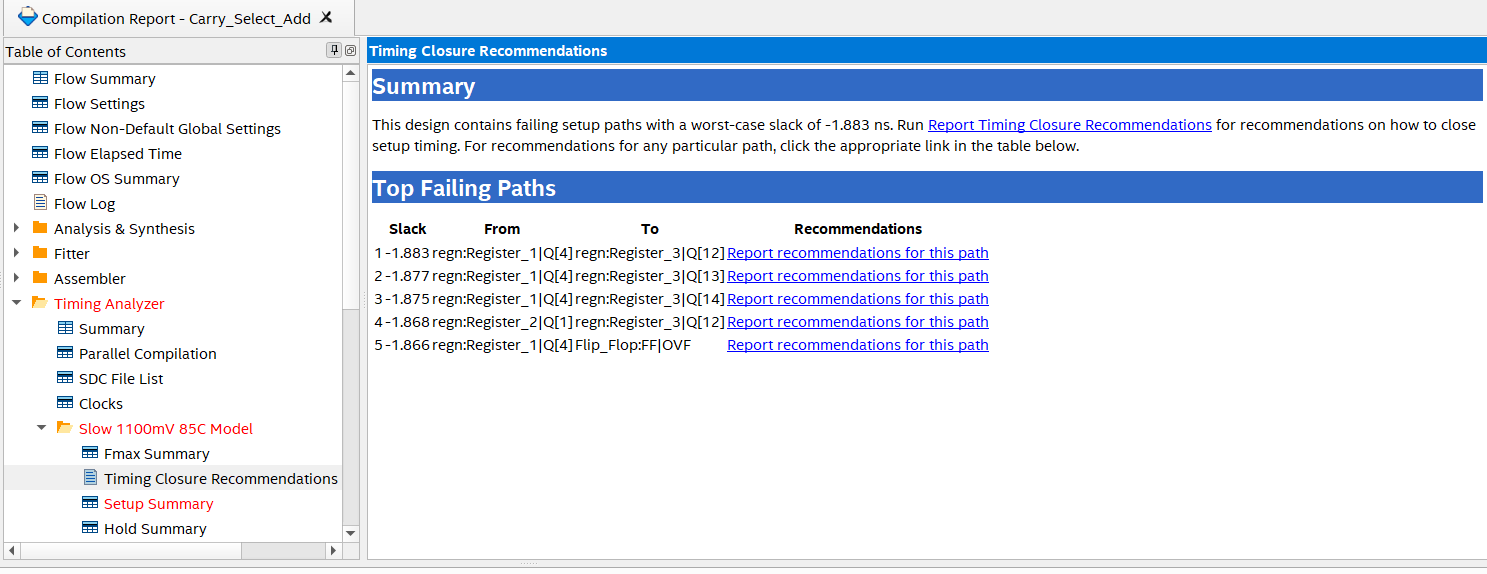 Compilation Report - Carry_Select_Add X
Table of Contents
Flow Summary
Flow Settings
Flow Non-Default Global Settings
Flow Elapsed Time
Flow OS Summary
Flow Log
Analysis & Synthesis
Fitter
Assembler
Timing Analyzer
Summary
Parallel Compilation
SDC File List
Clocks
Slow 1100mV 85C Model
Fmax Summary
Timing Closure Recommendations
Setup Summary
Hold Summary
Timing Closure Recommendations
Summary
This design contains failing setup paths with a worst-case slack of -1.883 ns. Run Report Timing Closure Recommendations for recommendations on how to close
setup timing. For recommendations for any particular path, click the appropriate link in the table below.
Top Failing Paths
Slack From To Recommendations
1 -1.883 regn:Register_1|Q[4] regn:Register_3|Q[12] Report recommendations for this path
2 -1.877 regn:Register_1|Q[4] regn:Register_3|Q[13] Report recommendations for this path
3 -1.875 regn:Register_1|Q[4] regn:Register_3|Q[14] Report recommendations for this path
4 -1.868 regn:Register_2|Q[1] regn:Register_3|Q[12] Report recommendations for this path
5 -1.866 regn:Register_1|Q[4] Flip_Flop:FF|OVF Report recommendations for this path